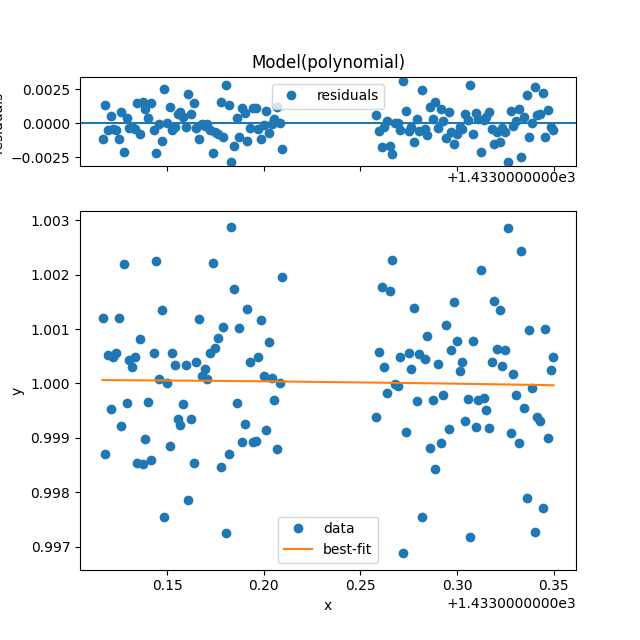 Model(polynomial)
0.0025
0.0000
−0.0025
residuals
residuals
+1.4330000000e3
1.003
1.002
1.001
1.000
0.999
0.998
0.997
y
data
best-fit
0.15
0.20
0.25
0.30
0.35
x
+1.4330000000e3